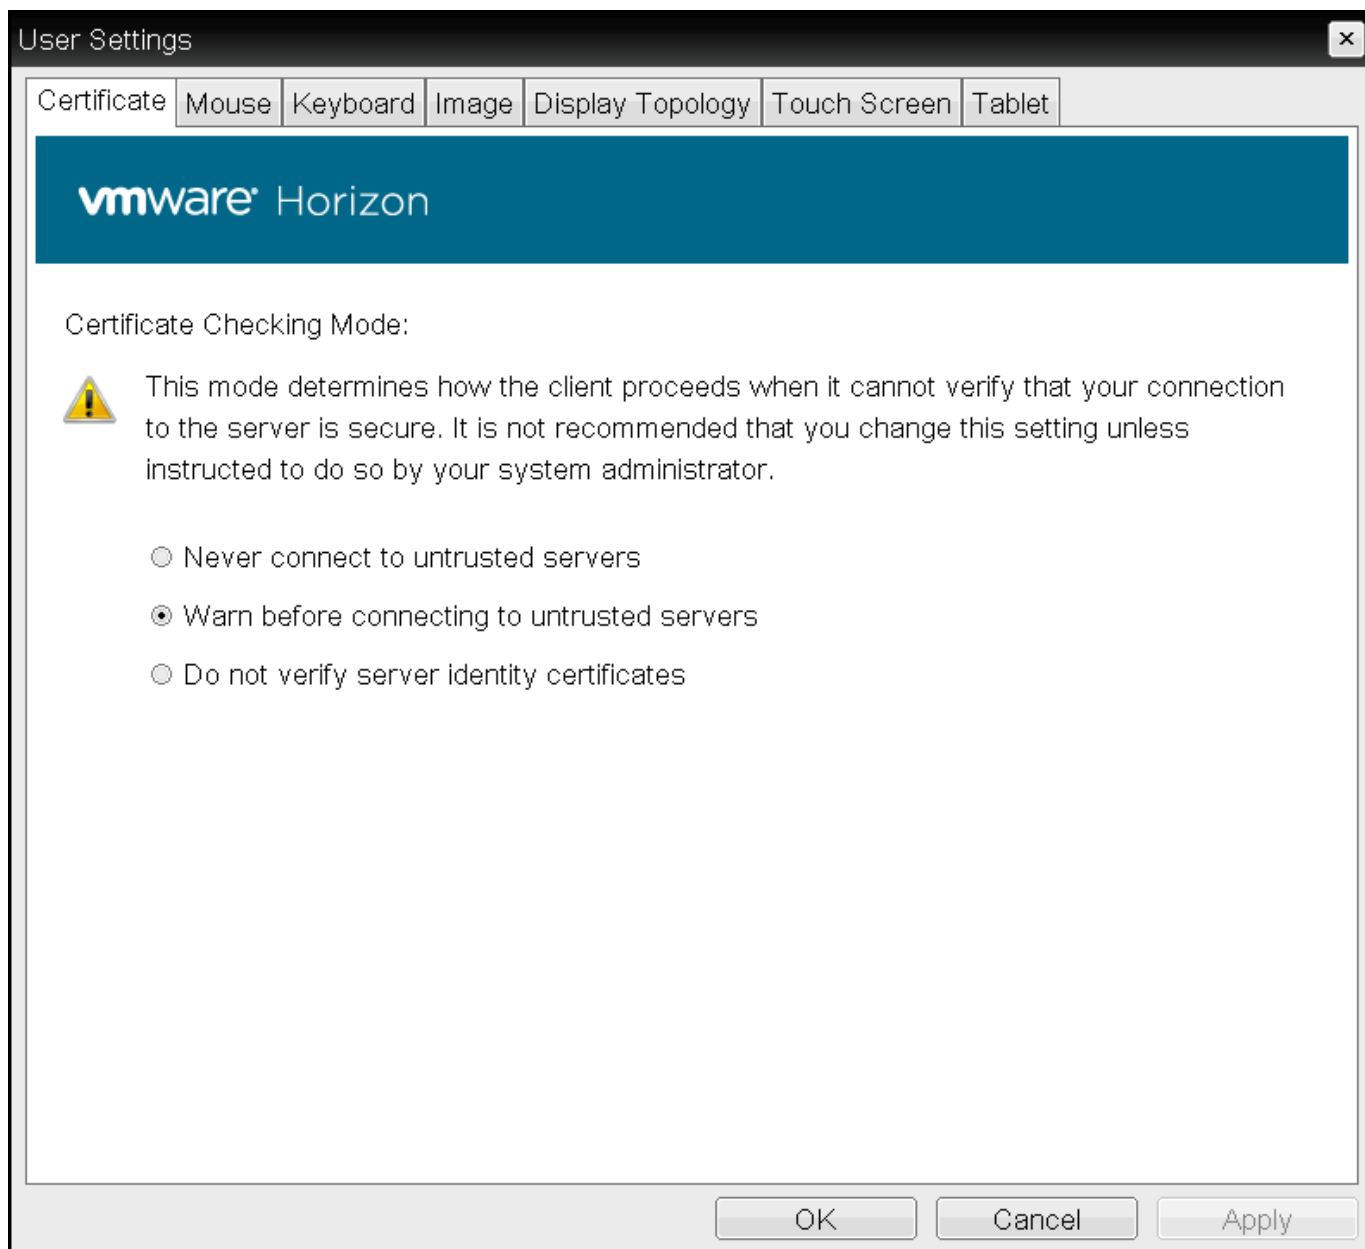 User Settings
Certificate Mouse Keyboard Image Display Topology Touch Screen Tablet
vmware Horizon
Certificate Checking Mode:
This mode determines how the client proceeds when it cannot verify that your connection
to the server is secure. It is not recommended that you change this setting unless
instructed to do so by your system administrator.
Never connect to untrusted servers
Warn before connecting to untrusted servers
Do not verify server identity certificates
OK Cancel Apply